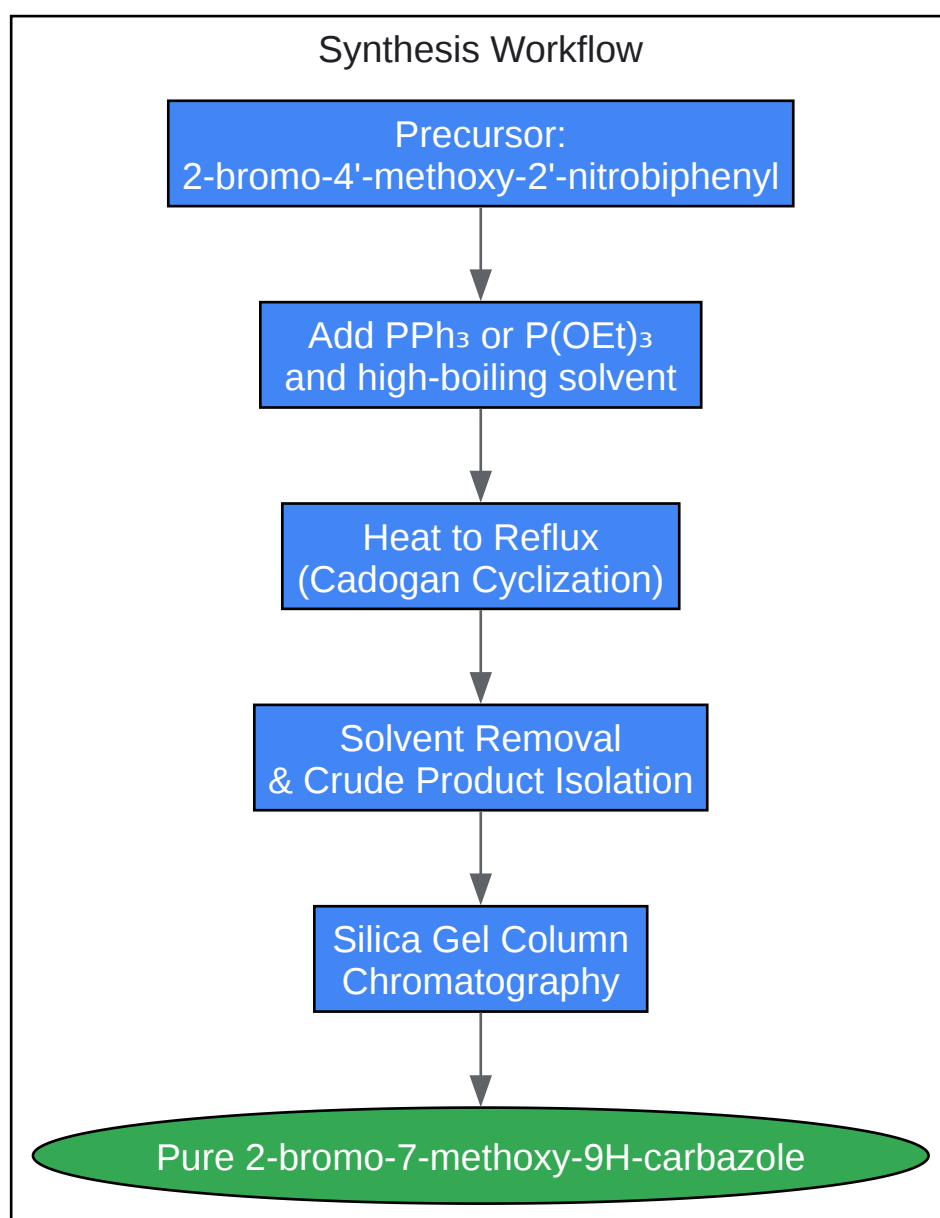 Synthesis Workflow
Precursor:
2-bromo-4'-methoxy-2'-nitrobiphenyl
Add PPh₃ or P(OEt)₃
and high-boiling solvent
Heat to Reflux
(Cadogan Cyclization)
Solvent Removal
& Crude Product Isolation
Silica Gel Column
Chromatography
Pure 2-bromo-7-methoxy-9H-carbazole